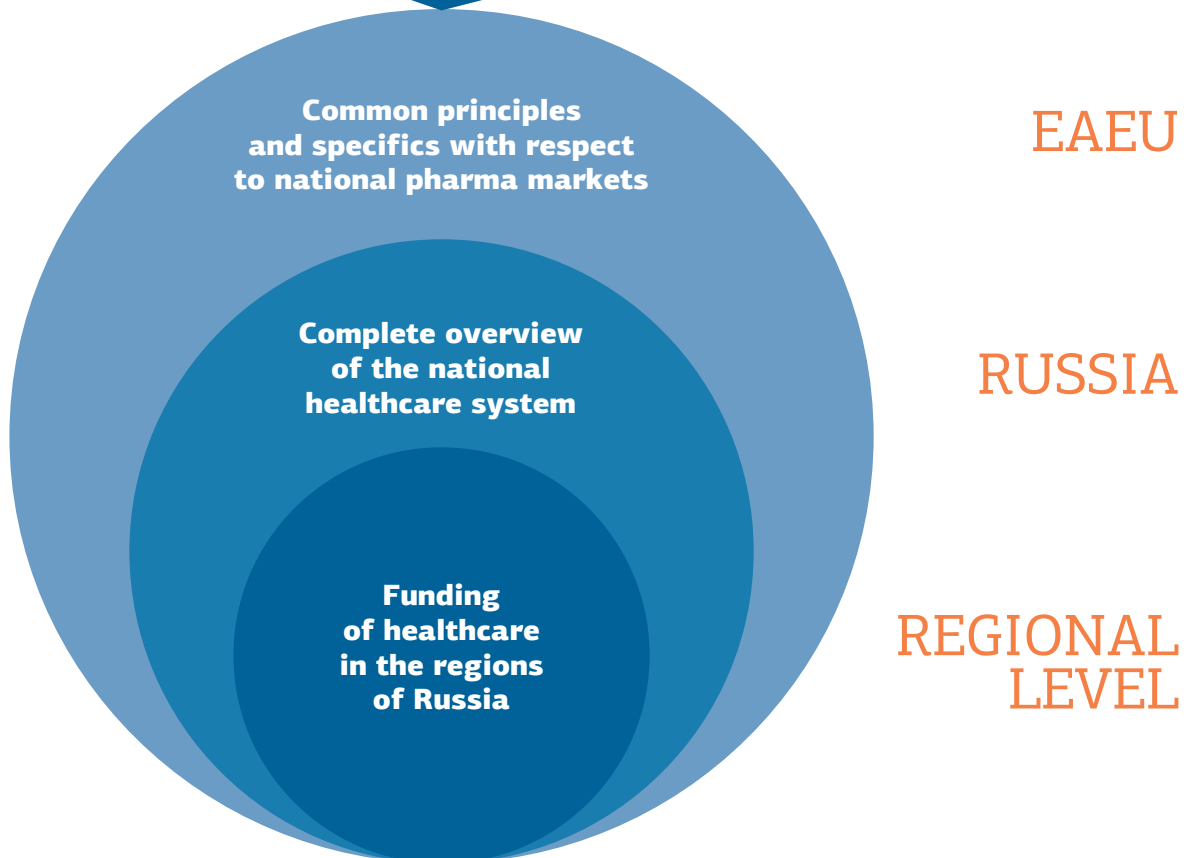 Common principles
and specifics with respect
to national pharma markets
EAEU
Complete overview
of the national
healthcare system
RUSSIA
Funding
of healthcare
in the regions
of Russia
REGIONAL
LEVEL